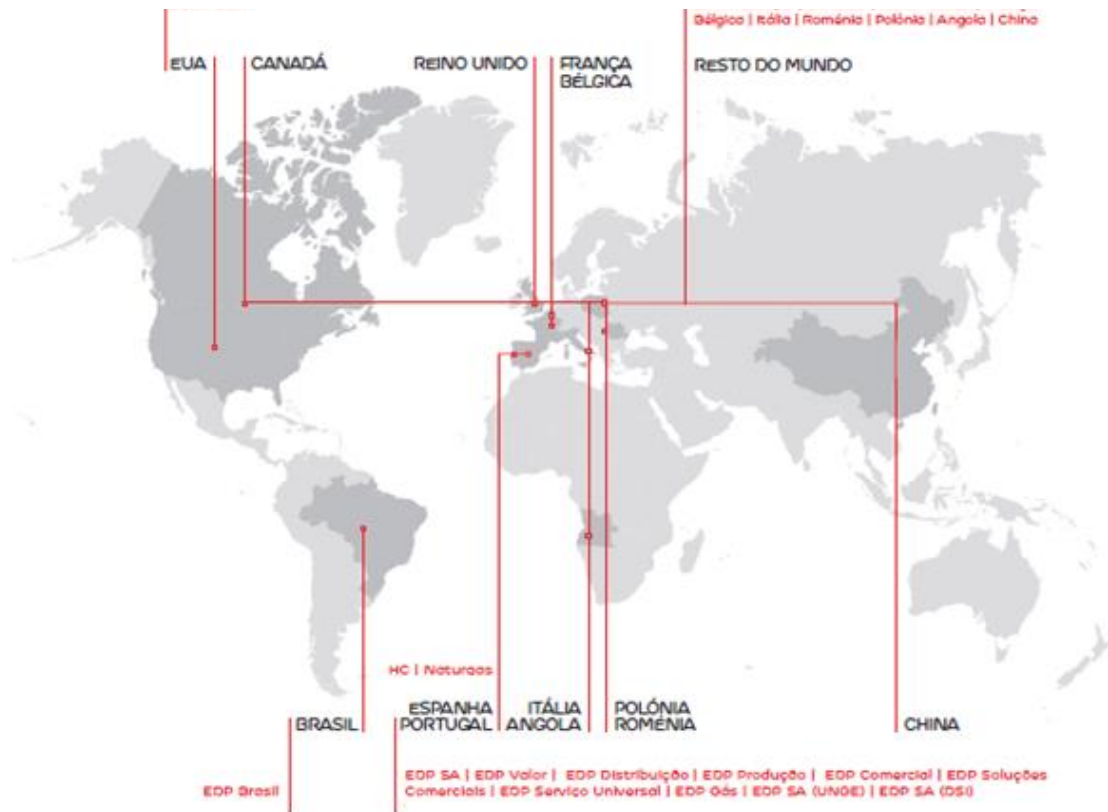 Bélgica | Itália | Roménia | Polónia | Angola | China
EUA
CANADÁ
REINO UNIDO
FRANÇA
BÉLGICA
RESTO DO MUNDO
HC | Naturgas
ESPANHA
PORTUGAL
ITÁLIA
ANGOLA
POLÓNIA
ROMÉNIA
BRASIL
CHINA
EDP Brasil
EDP SA | EDP Valor | EDP Distribuição | EDP Produção | EDP Comercial | EDP Soluções
Comerciais | EDP Serviço Universal | EDP Gás | EDP SA (UNGE) | EDP SA (DSI)